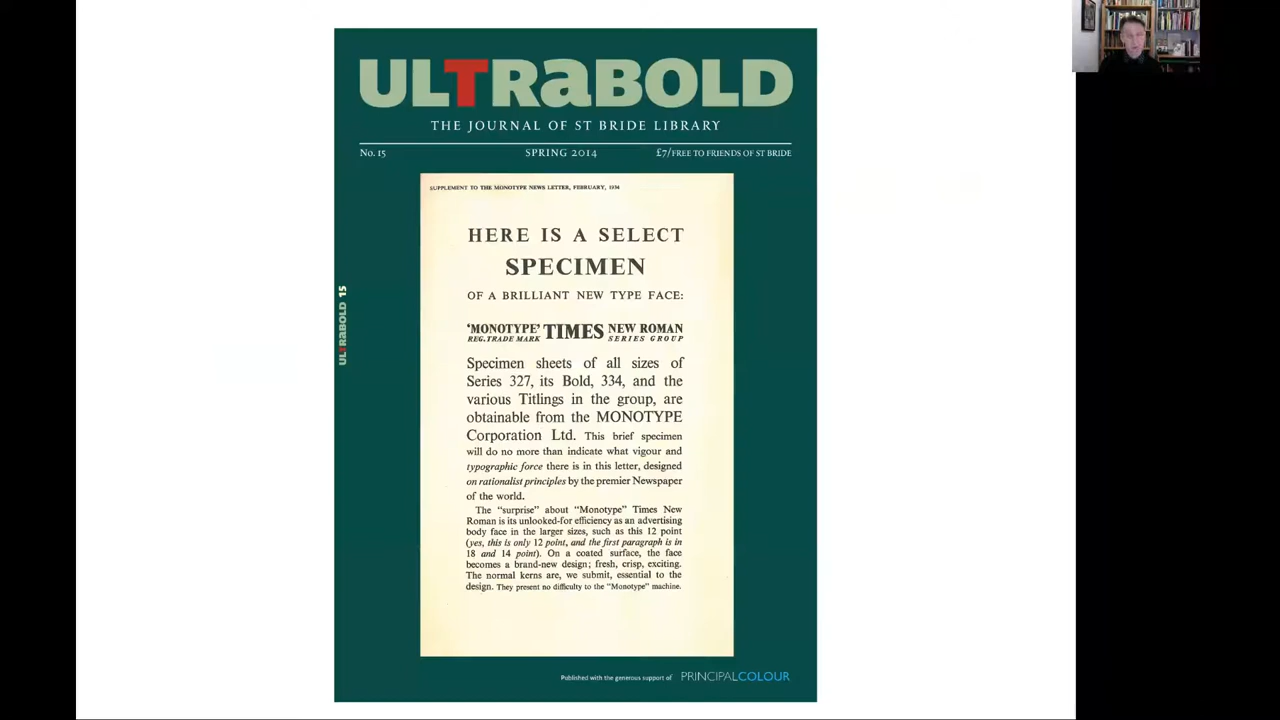 ULTRaBOLD
THE JOURNAL OF ST BRIDE LIBRARY
No. 15 SPRING 2014 £7/FREE TO FRIENDS OF ST BRIDE
SUPPLEMENT TO THE MONOTYPE NEWS LETTER, FEBRUARY, 1934
HERE IS A SELECT
SPECIMEN
OF A BRILLIANT NEW TYPE FACE:
‘MONOTYPE’ TIMES NEW ROMAN
REG. TRADE MARK SERIES GROUP
Specimen sheets of all sizes of
Series 327, its Bold, 334, and the
various Titlings in the group, are
obtainable from the MONOTYPE
Corporation Ltd. This brief specimen
will do no more than indicate what vigour and
typographic force there is in this letter, designed
on rationalist principles by the premier Newspaper
of the world.
The “surprise” about “Monotype” Times New
Roman is its unlooked-for efficiency as an advertising
body face in the larger sizes, such as this 12 point
(yes, this is only 12 point, and the first paragraph is in
18 and 14 point). On a coated surface, the face
becomes a brand-new design; fresh, crisp, exciting.
The normal kerns are, we submit, essential to the
design. They present no difficulty to the “Monotype” machine.
ULTRaBOLD 15
Published with the generous support of PRINCIPALCOLOUR